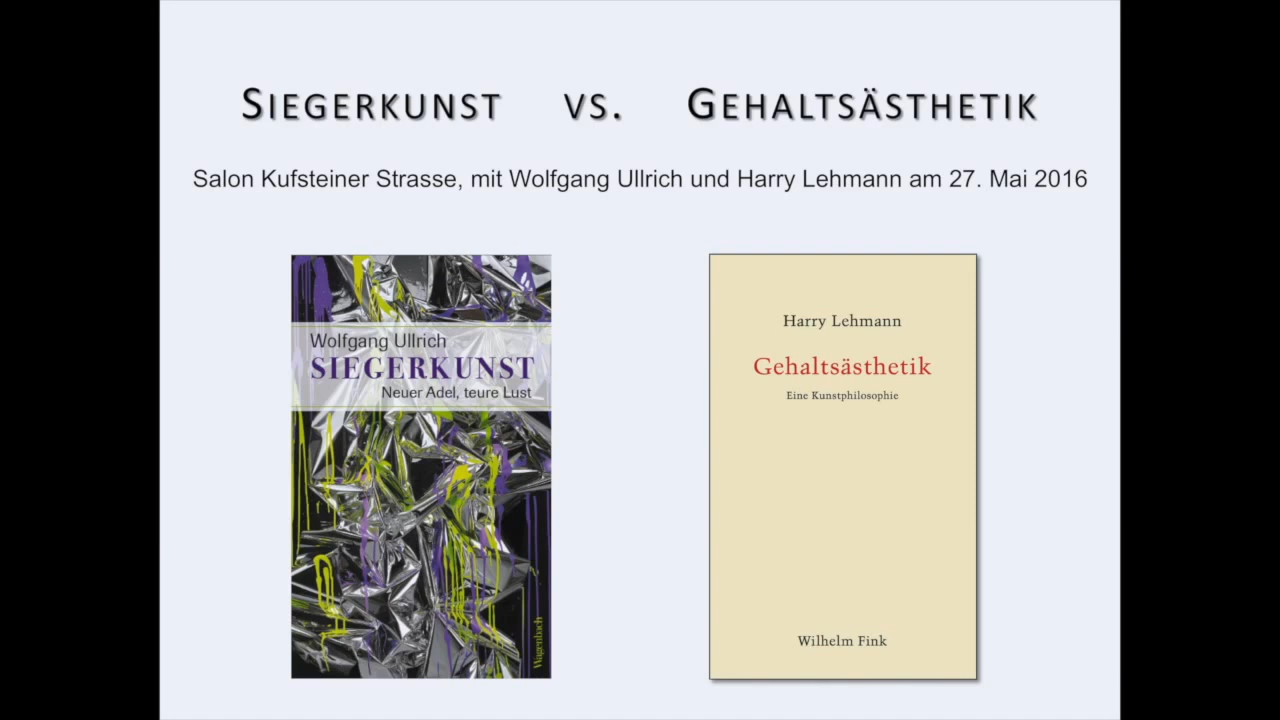 SIEGERKUNST VS. GEHALTSÄSTHETIK
Salon Kufsteiner Strasse, mit Wolfgang Ullrich und Harry Lehmann am 27. Mai 2016
Wolfgang Ullrich
SIEGERKUNST
Neuer Adel, teure Lust
Wagenbach
Harry Lehmann
Gehaltsästhetik
Eine Kunstphilosophie
Wilhelm Fink